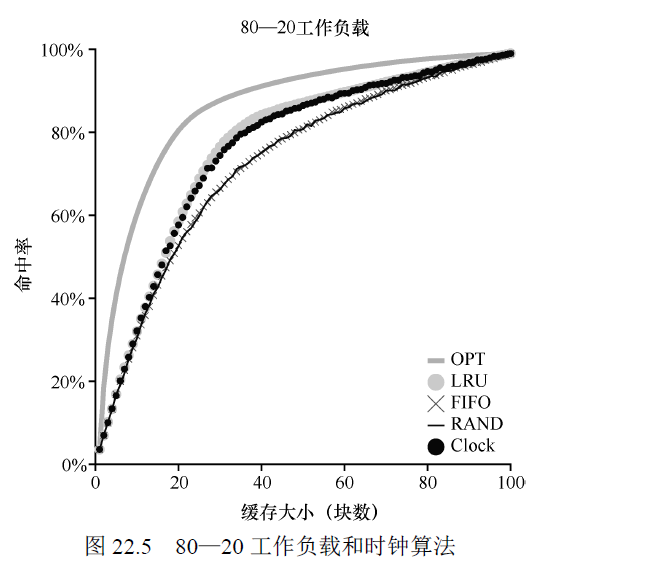 80—20工作负载
100%
80%
60%
40%
20%
0%
命中率
OPT
LRU
FIFO
RAND
Clock
0 20 40 60 80 100
缓存大小（块数）
图 22.5 80—20 工作负载和时钟算法